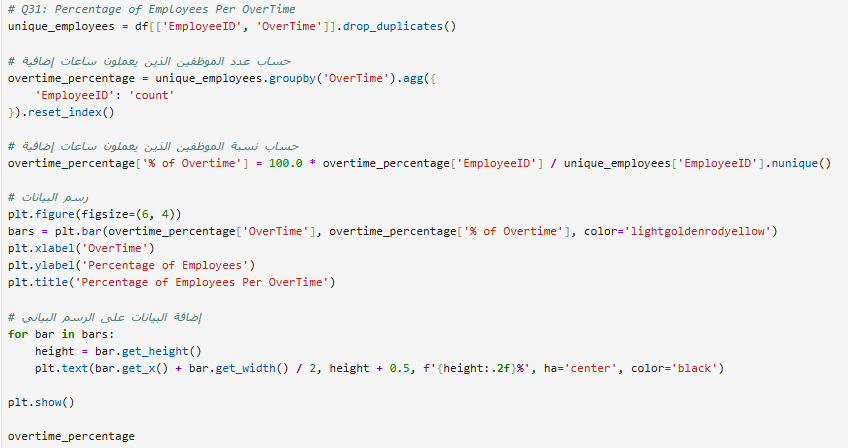 # Q31: Percentage of Employees Per OverTime
unique_employees = df[['EmployeeID', 'OverTime']].drop_duplicates()
# حساب عدد الموظفين الذين يعملون ساعات إضافية
overtime_percentage = unique_employees.groupby('OverTime').agg({
    'EmployeeID': 'count'
}).reset_index()
# حساب نسبة الموظفين الذين يعملون ساعات إضافية
overtime_percentage['% of Overtime'] = 100.0 * overtime_percentage['EmployeeID'] / unique_employees['EmployeeID'].nunique()
# رسم البيانات
plt.figure(figsize=(6, 4))
bars = plt.bar(overtime_percentage['OverTime'], overtime_percentage['% of Overtime'], color='lightgoldenrodyellow')
plt.xlabel('OverTime')
plt.ylabel('Percentage of Employees')
plt.title('Percentage of Employees Per OverTime')
# إضافة البيانات على الرسم البياني
for bar in bars:
    height = bar.get_height()
    plt.text(bar.get_x() + bar.get_width() / 2, height + 0.5, f'{height:.2f}%', ha='center', color='black')
plt.show()
overtime_percentage